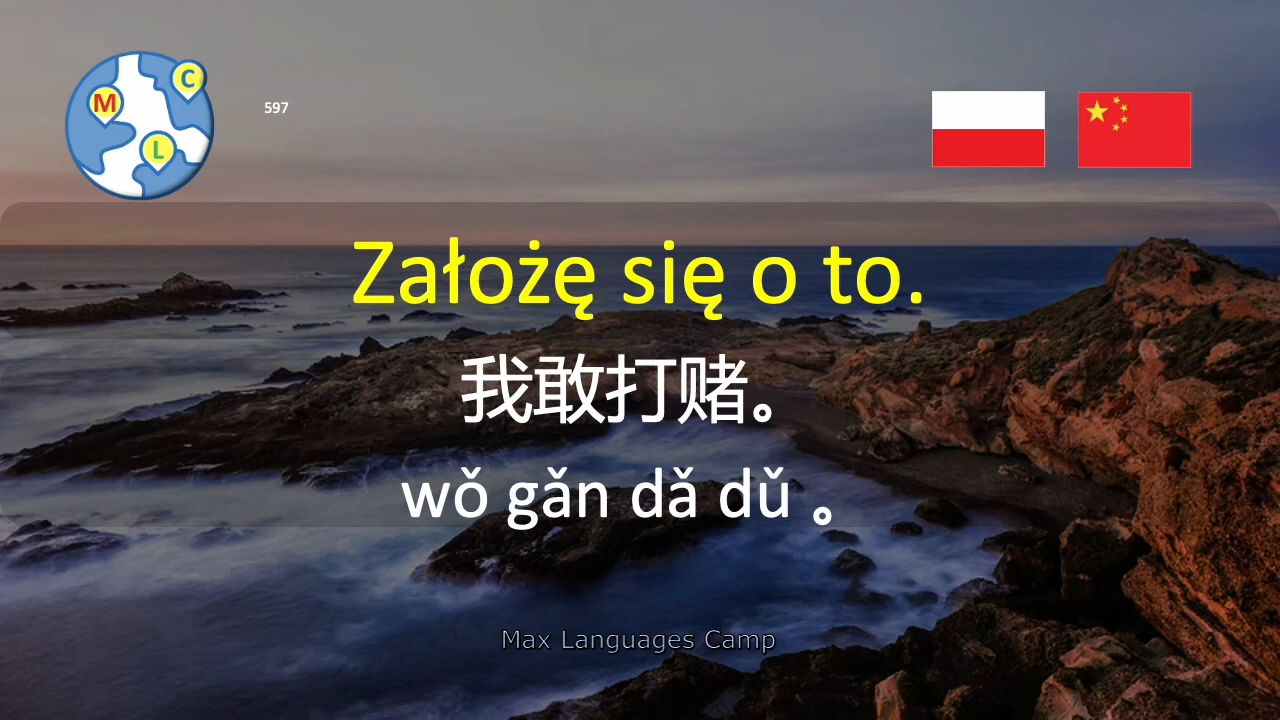 C
M
L
597
Założę się o to.
我敢打赌。
wǒ gǎn dǎ dǔ 。
Max Languages Camp